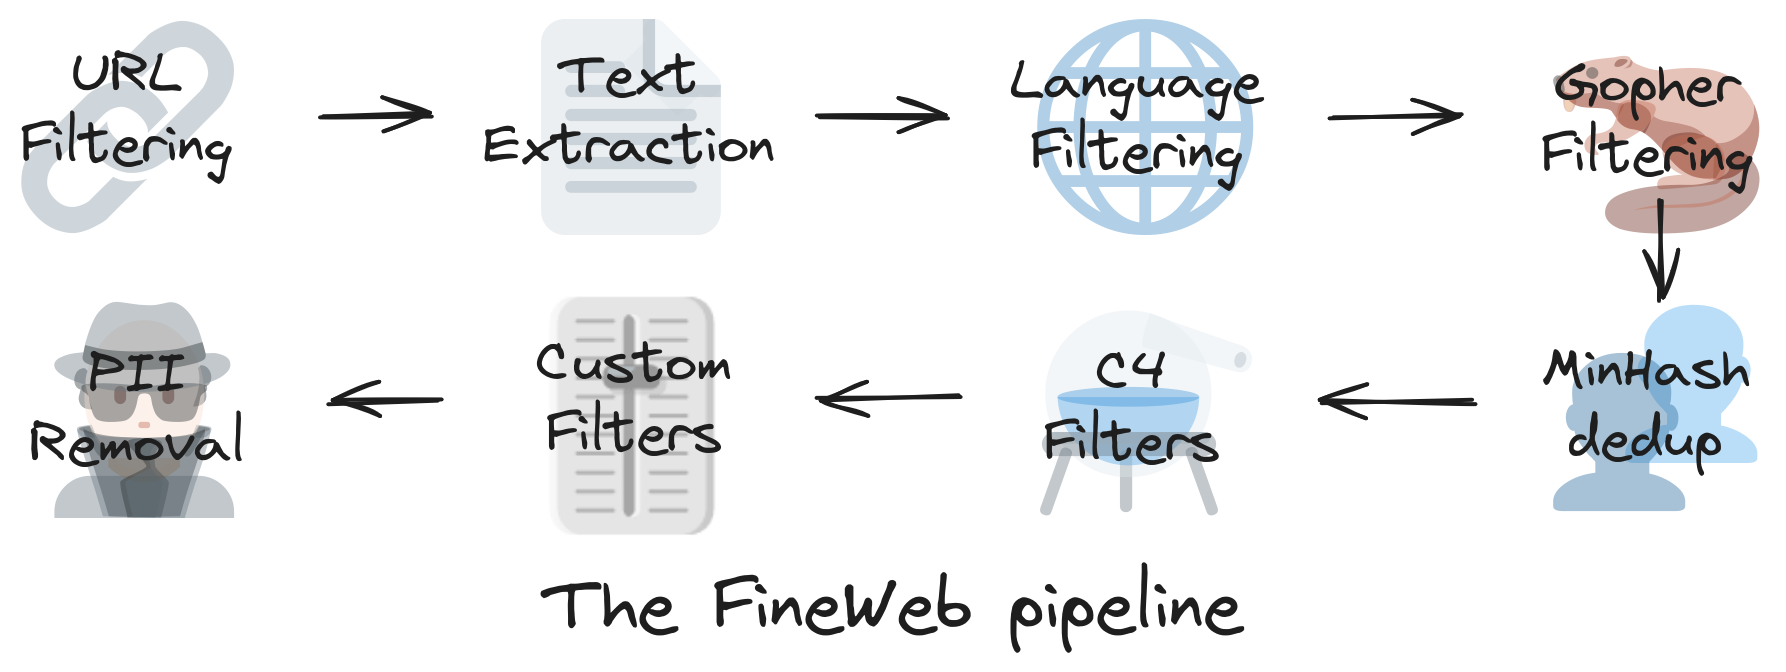 URL
Filtering
Text
Extraction
Language
Filtering
Gopher
Filtering
MinHash
dedup
C4
Filters
Custom
Filters
PII
Removal
The FineWeb pipeline